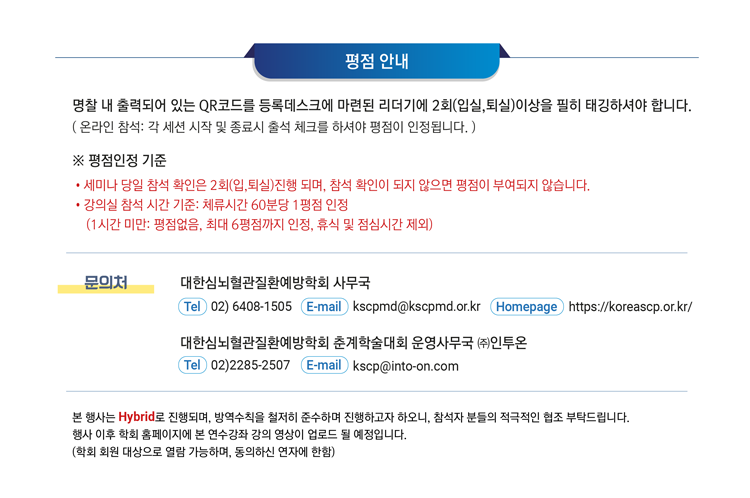 평점 안내
명찰 내 출력되어 있는 QR코드를 등록데스크에 마련된 리더기에 2회(입실,퇴실)이상을 필히 태깅하셔야 합니다.
( 온라인 참석: 각 세션 시작 및 종료시 출석 체크를 하셔야 평점이 인정됩니다. )
※ 평점인정 기준
• 세미나 당일 참석 확인은 2회(입,퇴실)진행 되며, 참석 확인이 되지 않으면 평점이 부여되지 않습니다.
• 강의실 참석 시간 기준: 체류시간 60분당 1평점 인정
(1시간 미만: 평점없음, 최대 6평점까지 인정, 휴식 및 점심시간 제외)
문의처
대한심뇌혈관질환예방학회 사무국
Tel 02) 6408-1505 E-mail kscpmd@kscpmd.or.kr Homepage https://koreascp.or.kr/
대한심뇌혈관질환예방학회 춘계학술대회 운영사무국 ㈜인투온
Tel 02)2285-2507 E-mail kscp@into-on.com
본 행사는 Hybrid로 진행되며, 방역수칙을 철저히 준수하며 진행하고자 하오니, 참석자 분들의 적극적인 협조 부탁드립니다.
행사 이후 학회 홈페이지에 본 연수강좌 강의 영상이 업로드 될 예정입니다.
(학회 회원 대상으로 열람 가능하며, 동의하신 연자에 한함)